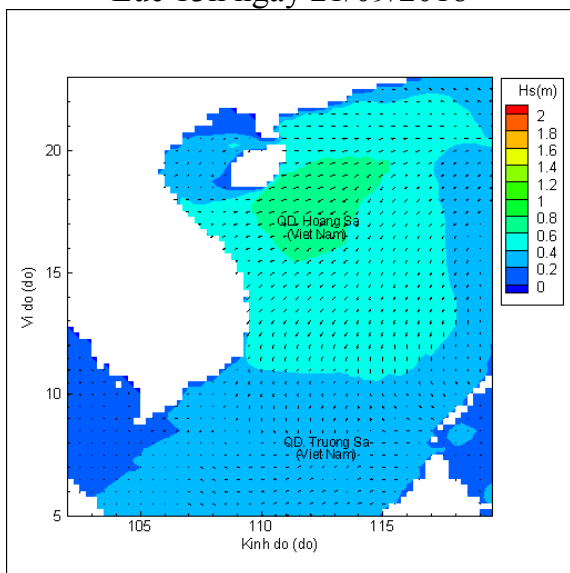 Hs(m)
2
1.8
1.6
1.4
1.2
1
0.8
0.6
0.4
0.2
0
20
15
10
5
Vi do (do)
QD. Hoang Sa
(Viet Nam)
QD. Truong Sa
(Viet Nam)
105
110
115
Kinh do (do)